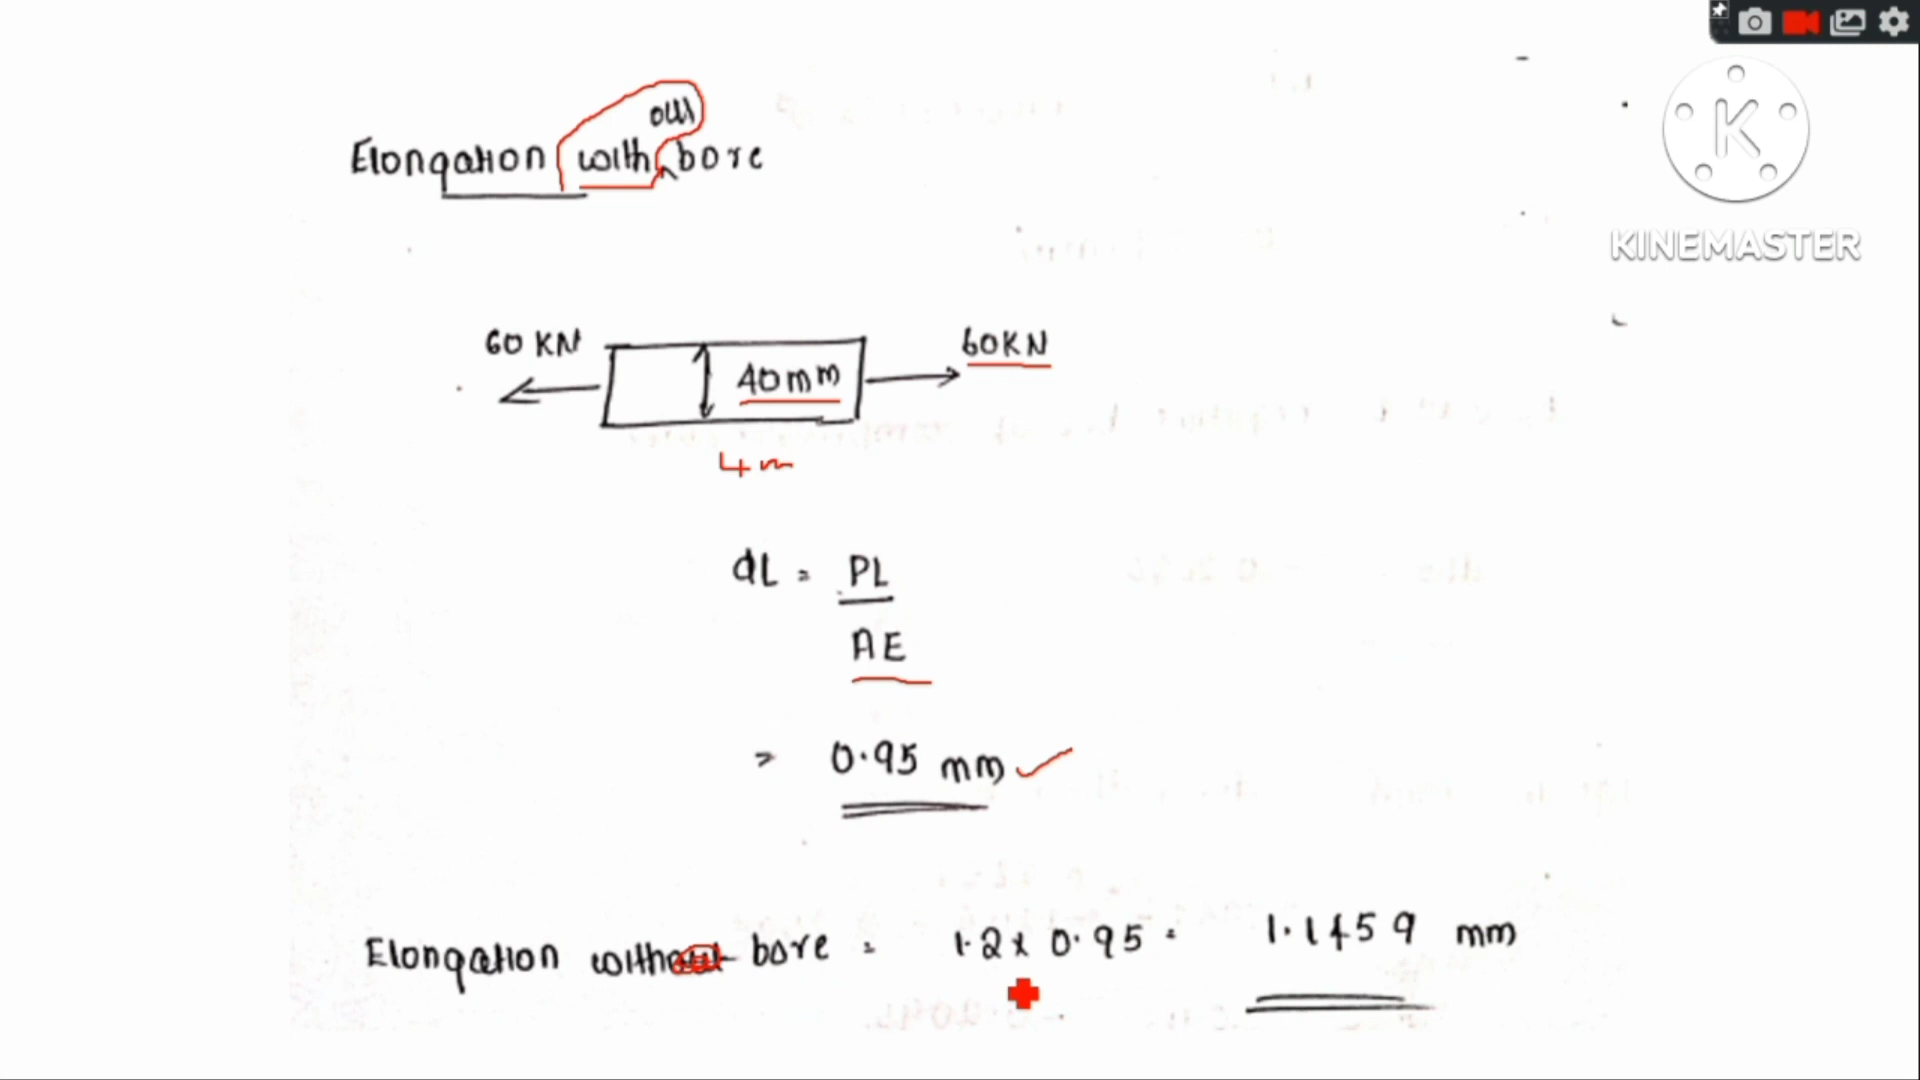 out
Elongation with bore
60 KN 40mm 60KN
4m
dL = PL
AE
= 0.95 mm
Elongation without bore = 1.2 x 0.95 = 1.1459 mm
K
KINEMASTER